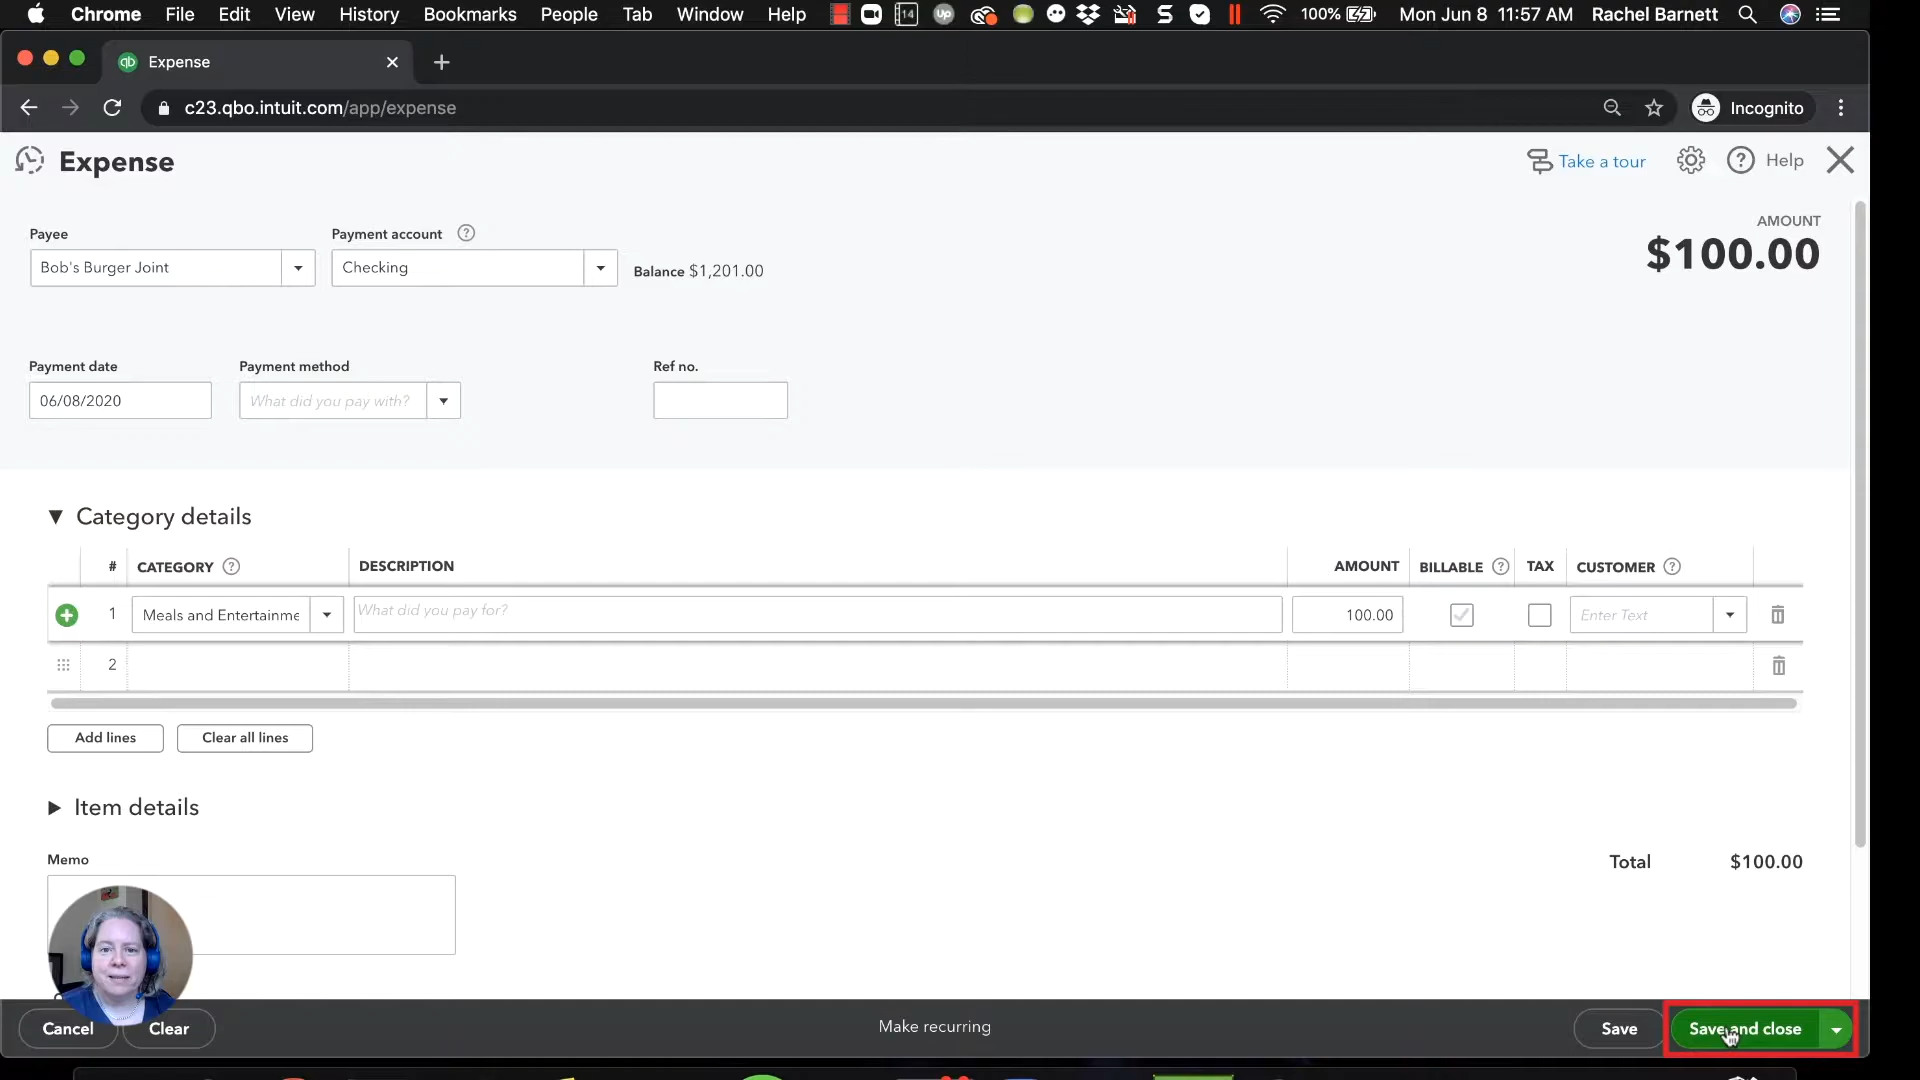 Chrome File Edit View History Bookmarks People Tab Window Help 14 Up 100% Mon Jun 8 11:57 AM Rachel Barnett
qb Expense
c23.qbo.intuit.com/app/expense Incognito
Expense Take a tour Help
AMOUNT
$100.00
Payee Payment account
Bob's Burger Joint Checking Balance $1,201.00
Payment date Payment method Ref no.
06/08/2020 What did you pay with?
Category details
# CATEGORY DESCRIPTION AMOUNT BILLABLE TAX CUSTOMER
1 Meals and Entertainme What did you pay for? 100.00 Enter Text
2
Add lines Clear all lines
Item details
Memo Total $100.00
Cancel Clear Make recurring Save Save and close